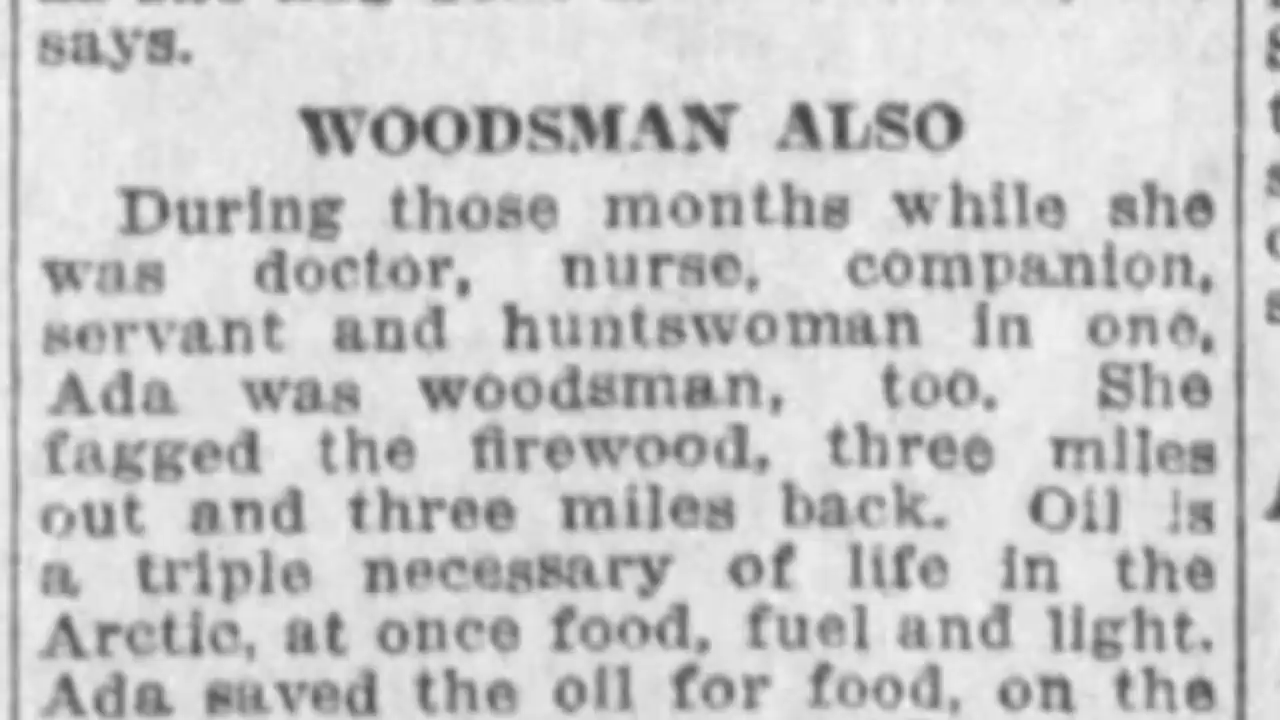 says.
WOODSMAN ALSO
During those months while she
was doctor, nurse, companion,
servant and huntswoman in one,
Ada was woodsman, too. She
fagged the firewood, three miles
out and three miles back. Oil is
a triple necessary of life in the
Arctic, at once food, fuel and light.
Ada saved the oil for food, on the